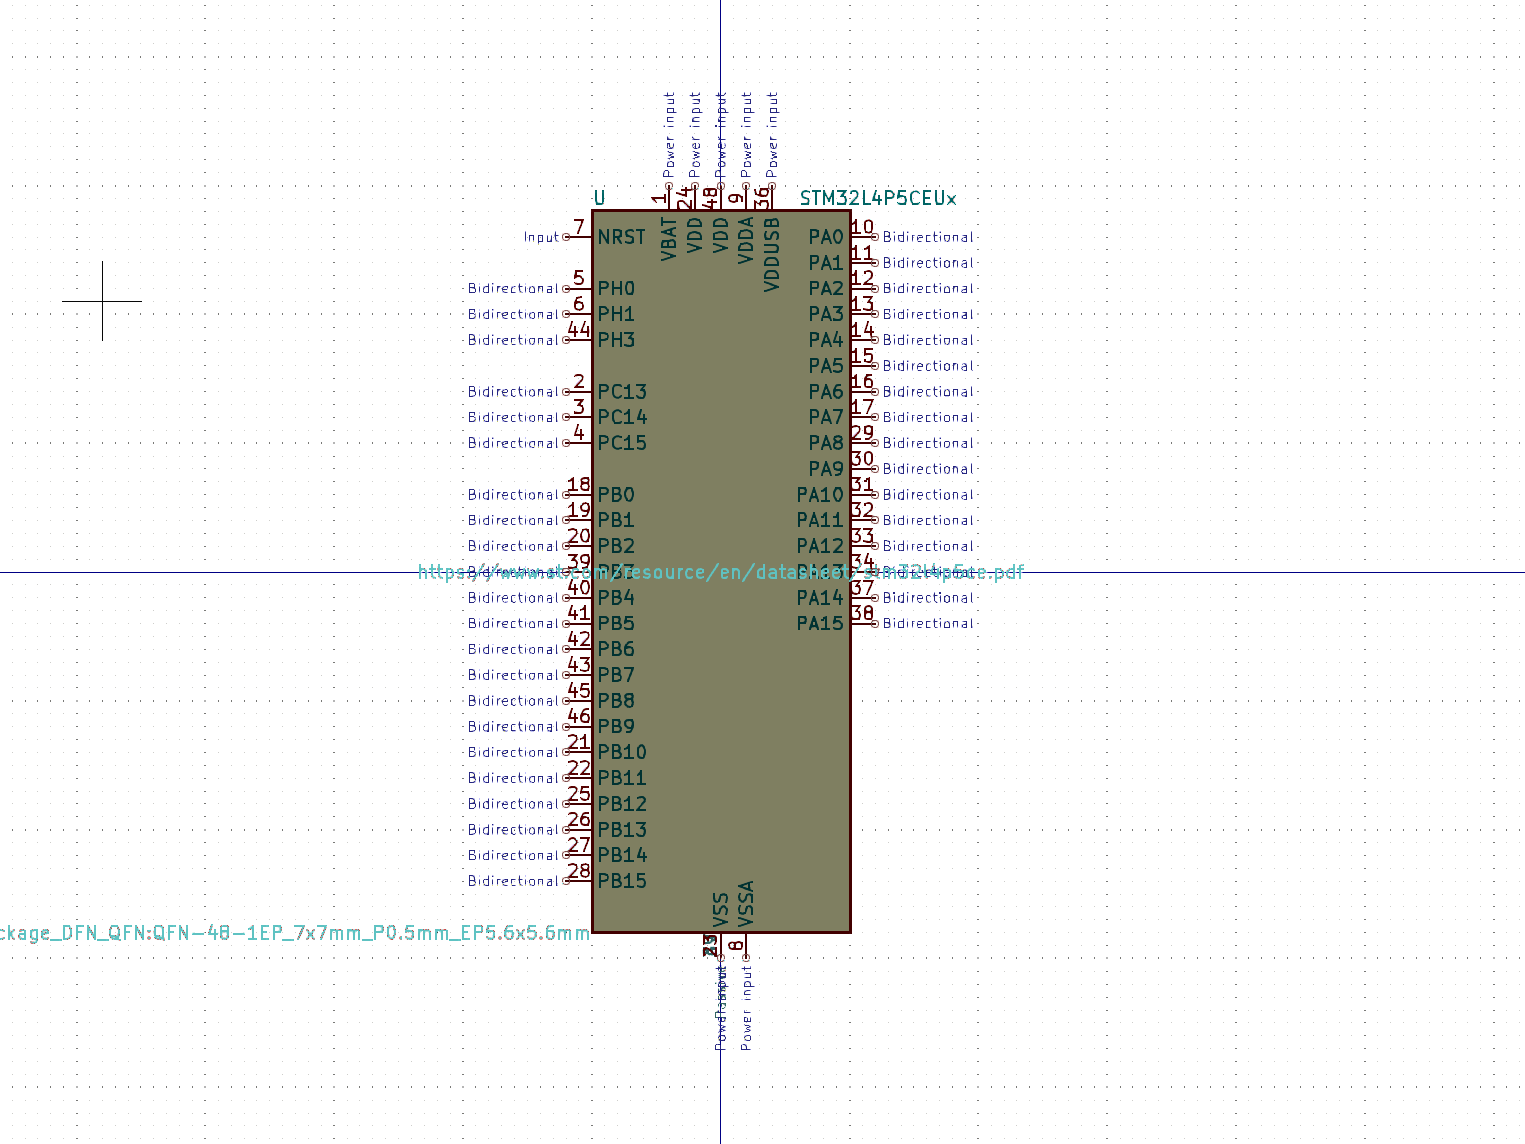 Power input
Power input
Power input
Power input
Power input
U
1
24
48
9
36
STM32L4P5CEUx
VBAT
VDD
VDD
VDDA
VDDUSB
Input 7 NRST
PA0 10 Bidirectional
PA1 11 Bidirectional
Bidirectional 5 PH0
PA2 12 Bidirectional
Bidirectional 6 PH1
PA3 13 Bidirectional
Bidirectional 44 PH3
PA4 14 Bidirectional
PA5 15 Bidirectional
Bidirectional 2 PC13
PA6 16 Bidirectional
Bidirectional 3 PC14
PA7 17 Bidirectional
Bidirectional 4 PC15
PA8 29 Bidirectional
PA9 30 Bidirectional
Bidirectional 18 PB0
PA10 31 Bidirectional
Bidirectional 19 PB1
PA11 32 Bidirectional
Bidirectional 20 PB2
PA12 33 Bidirectional
39
34
https://www.st.com/resource/en/datasheet/stm32l4p5ce.pdf
Bidirectional 40 PB4
PA14 37 Bidirectional
Bidirectional 41 PB5
PA15 38 Bidirectional
Bidirectional 42 PB6
Bidirectional 43 PB7
Bidirectional 45 PB8
Bidirectional 46 PB9
Bidirectional 21 PB10
Bidirectional 22 PB11
Bidirectional 25 PB12
Bidirectional 26 PB13
Bidirectional 27 PB14
Bidirectional 28 PB15
VSS
VSSA
ckage_DFN_QFN:QFN-48-1EP_7x7mm_P0.5mm_EP5.6x5.6mm
8
Power input